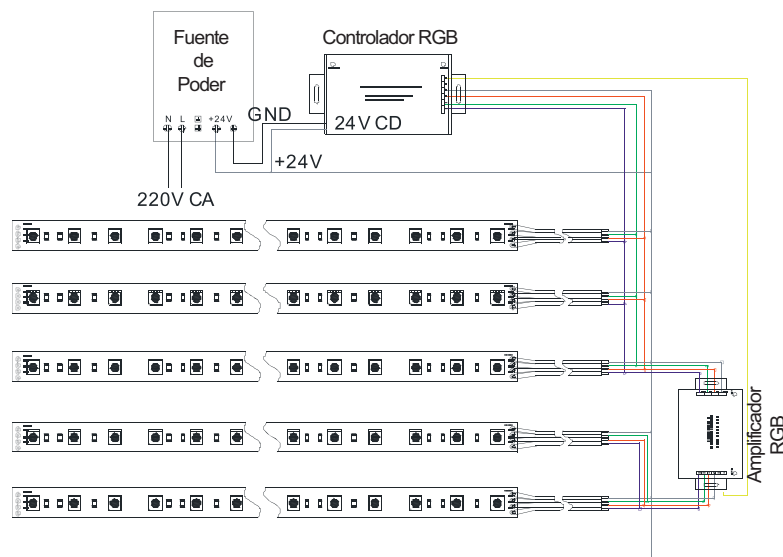 Fuente
de
Poder
Controlador RGB
N L +24V
GND
24V CD
+24V
220V CA
Amplificador
RGB